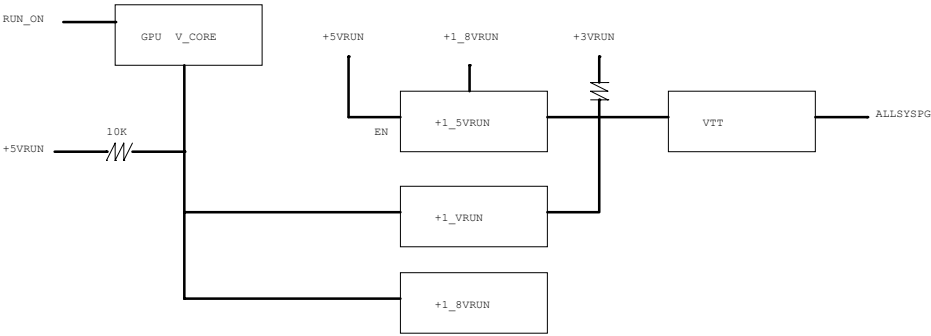 RUN_ON
GPU V_CORE
+5VRUN
+1_8VRUN
+3VRUN
EN
+1_5VRUN
VTT
ALLSYSPG
10K
+5VRUN
+1_VRUN
+1_8VRUN